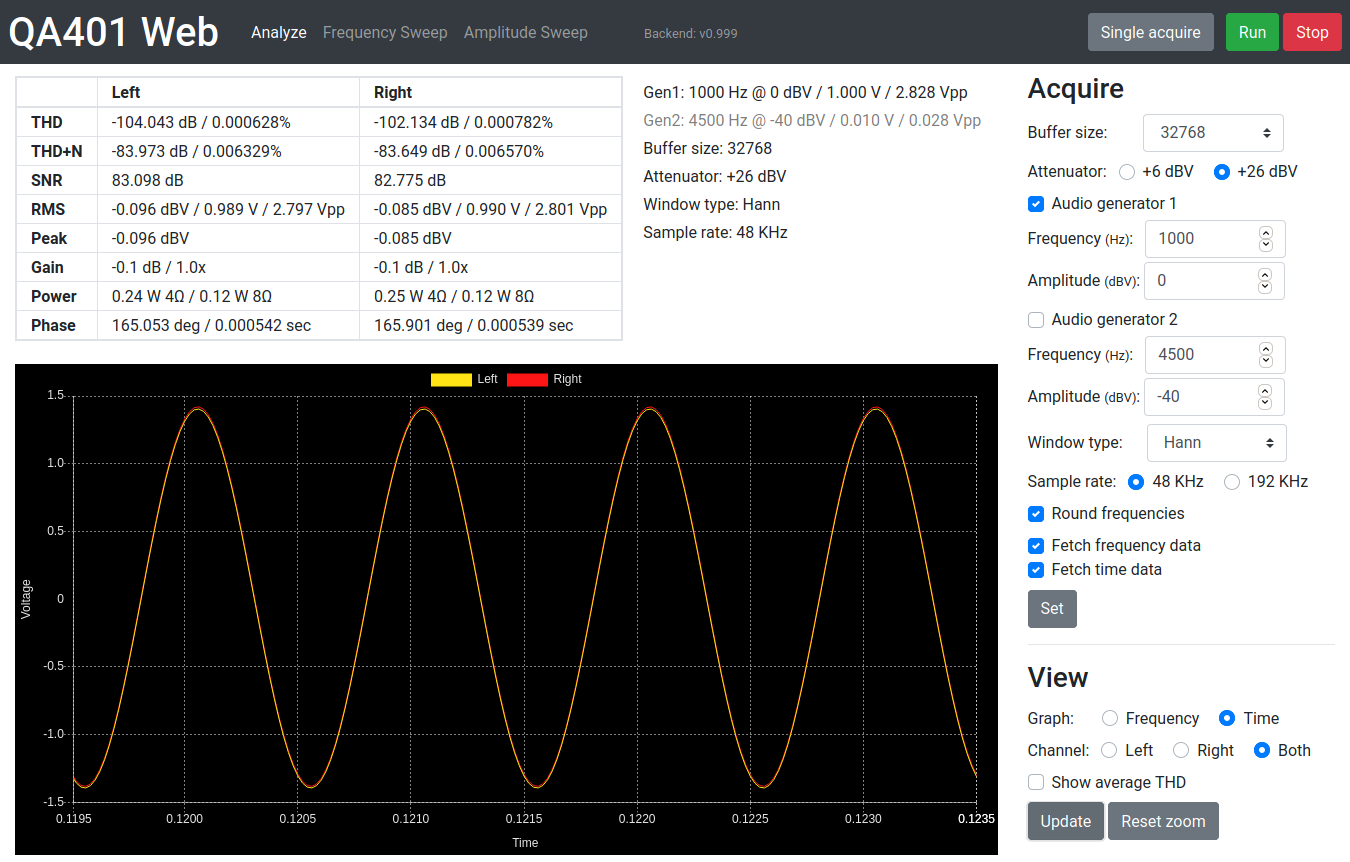 QA401 Web Analyze Frequency Sweep Amplitude Sweep Backend: v0.999 Single acquire Run Stop
Left Right
THD -104.043 dB / 0.000628% -102.134 dB / 0.000782%
THD+N -83.973 dB / 0.006329% -83.649 dB / 0.006570%
SNR 83.098 dB 82.775 dB
RMS -0.096 dBV / 0.989 V / 2.797 Vpp -0.085 dBV / 0.990 V / 2.801 Vpp
Peak -0.096 dBV -0.085 dBV
Gain -0.1 dB / 1.0x -0.1 dB / 1.0x
Power 0.24 W 4Ω / 0.12 W 8Ω 0.25 W 4Ω / 0.12 W 8Ω
Phase 165.053 deg / 0.000542 sec 165.901 deg / 0.000539 sec
Gen1: 1000 Hz @ 0 dBV / 1.000 V / 2.828 Vpp
Gen2: 4500 Hz @ -40 dBV / 0.010 V / 0.028 Vpp
Buffer size: 32768
Attenuator: +26 dBV
Window type: Hann
Sample rate: 48 KHz
Left Right
1.5
1.0
0.5
0
-0.5
-1.0
-1.5
Voltage
0.1195 0.1200 0.1205 0.1210 0.1215 0.1220 0.1225 0.1230 0.1235
Time
Acquire
Buffer size: 32768
Attenuator: +6 dBV +26 dBV
Audio generator 1
Frequency (Hz): 1000
Amplitude (dBV): 0
Audio generator 2
Frequency (Hz): 4500
Amplitude (dBV): -40
Window type: Hann
Sample rate: 48 KHz 192 KHz
Round frequencies
Fetch frequency data
Fetch time data
Set
View
Graph: Frequency Time
Channel: Left Right Both
Show average THD
Update Reset zoom